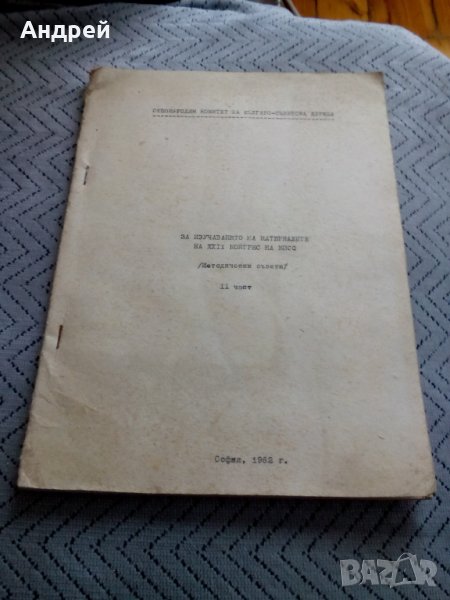 Андрей
ОБЩОНАРОДЕН КОМИТЕТ ЗА БЪЛГАРО-СЪВЕТСКА ДРУЖБА
ЗА ИЗУЧАВАНЕТО НА МАТЕРИАЛИТЕ
НА XXII КОНГРЕС НА КПСС
/Методически съвети/
II част
София, 1962 г.
BAZAR